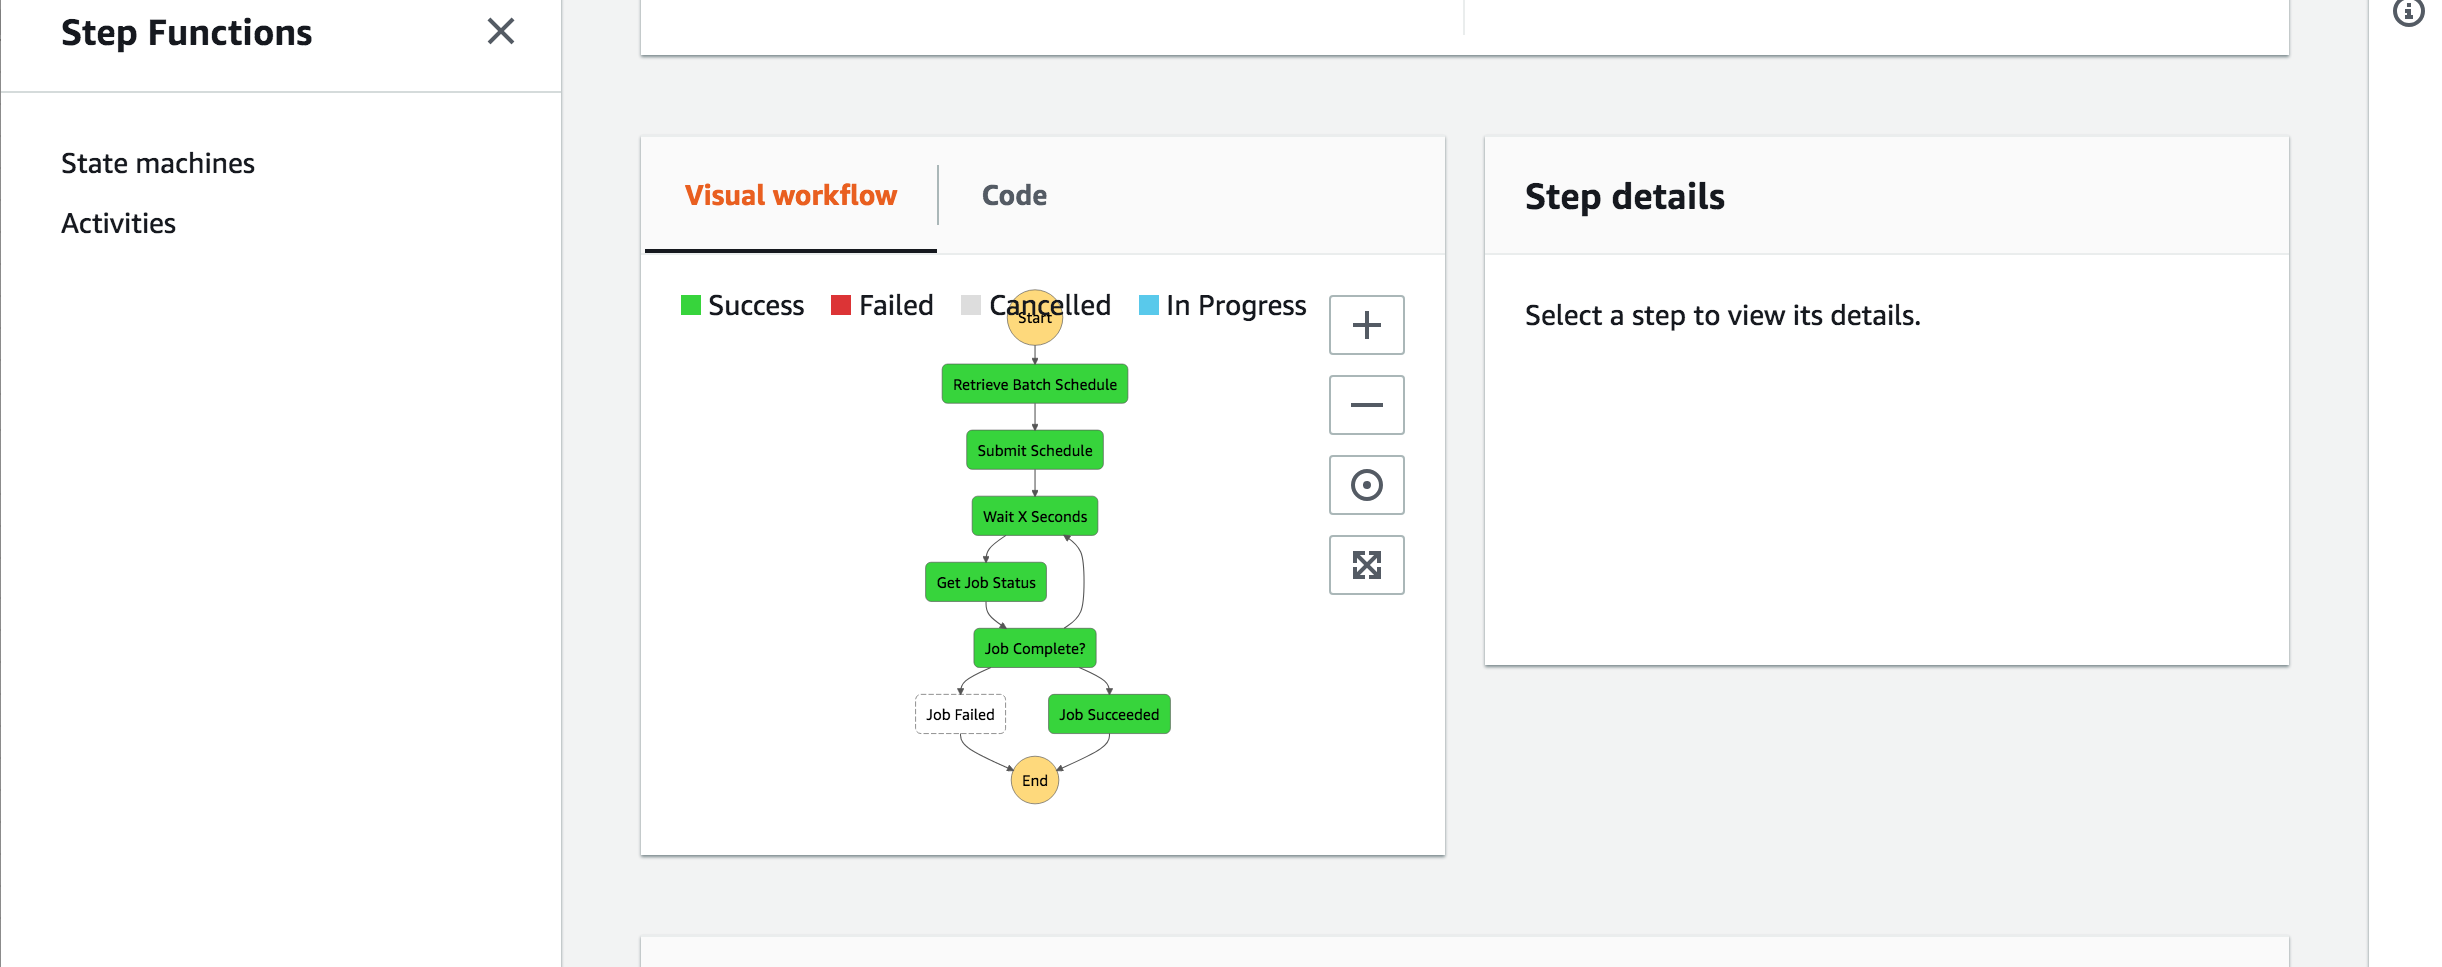 Step Functions
State machines
Activities
Visual workflow
Code
Success
Failed
Cancelled
In Progress
Start
Retrieve Batch Schedule
Submit Schedule
Wait X Seconds
Get Job Status
Job Complete?
Job Failed
Job Succeeded
End
Step details
Select a step to view its details.